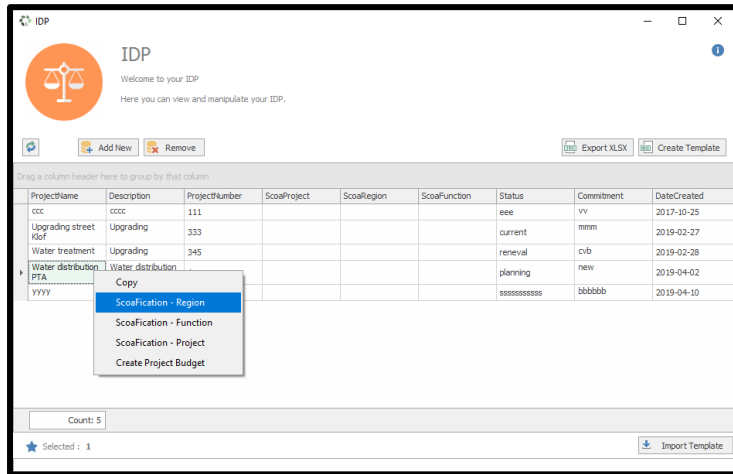 IDP
IDP
Welcome to your IDP
Here you can view and manipulate your IDP.
Add New Remove Export XLSX Create Template
Drag a column header here to group by that column
ProjectName Description ProjectNumber ScoaProject ScoaRegion ScoaFunction Status Commitment DateCreated
ccc cccc 111 eee vv 2017-10-25
Upgrading street Klof Upgrading 333 current mmm 2019-02-27
Water treatment Upgrading 345 reneval cvb 2019-02-28
Water distribution PTA Water distribution planning new 2019-04-02
yyyy sssssssssss bbbbbb 2019-04-10
Copy
ScoaFication - Region
ScoaFication - Function
ScoaFication - Project
Create Project Budget
Count: 5
Selected : 1 Import Template